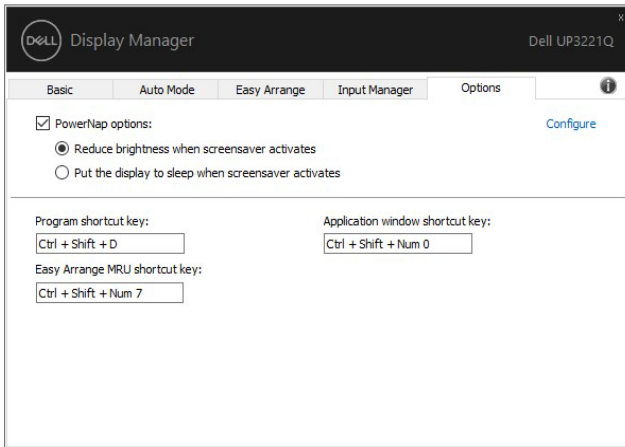 x
DELL Display Manager Dell UP3221Q
Basic Auto Mode Easy Arrange Input Manager Options i
PowerNap options: Configure
Reduce brightness when screensaver activates
Put the display to sleep when screensaver activates
Program shortcut key: Application window shortcut key:
Ctrl + Shift + D Ctrl + Shift + Num 0
Easy Arrange MRU shortcut key:
Ctrl + Shift + Num 7